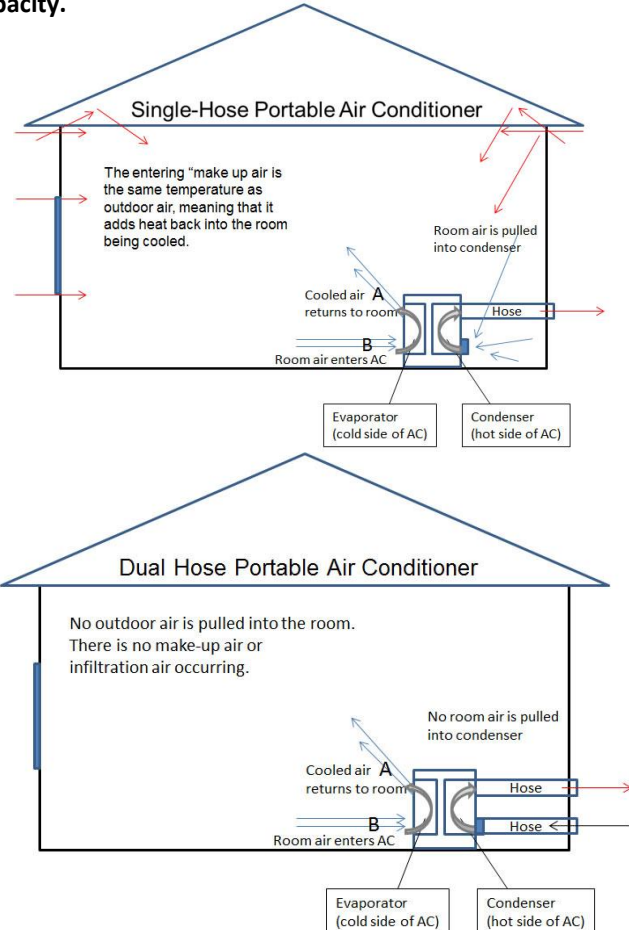 pacity.
Single-Hose Portable Air Conditioner
The entering “make up air is
the same temperature as
outdoor air, meaning that it
adds heat back into the room
being cooled.
Room air is pulled
into condenser
Cooled air A
returns to room
Hose
B
Room air enters AC
Evaporator
(cold side of AC)
Condenser
(hot side of AC)
Dual Hose Portable Air Conditioner
No outdoor air is pulled into the room.
There is no make-up air or
infiltration air occurring.
No room air is pulled
into condenser
Cooled air A
returns to room
Hose
B
Hose
Room air enters AC
Evaporator
(cold side of AC)
Condenser
(hot side of AC)